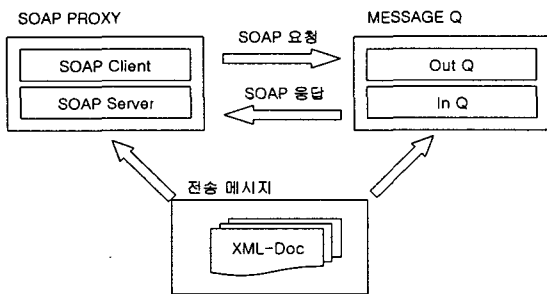 SOAP PROXY
MESSAGE Q
SOAP Client
SOAP Server
SOAP 요청
SOAP 응답
Out Q
In Q
전송 메시지
XML-Doc